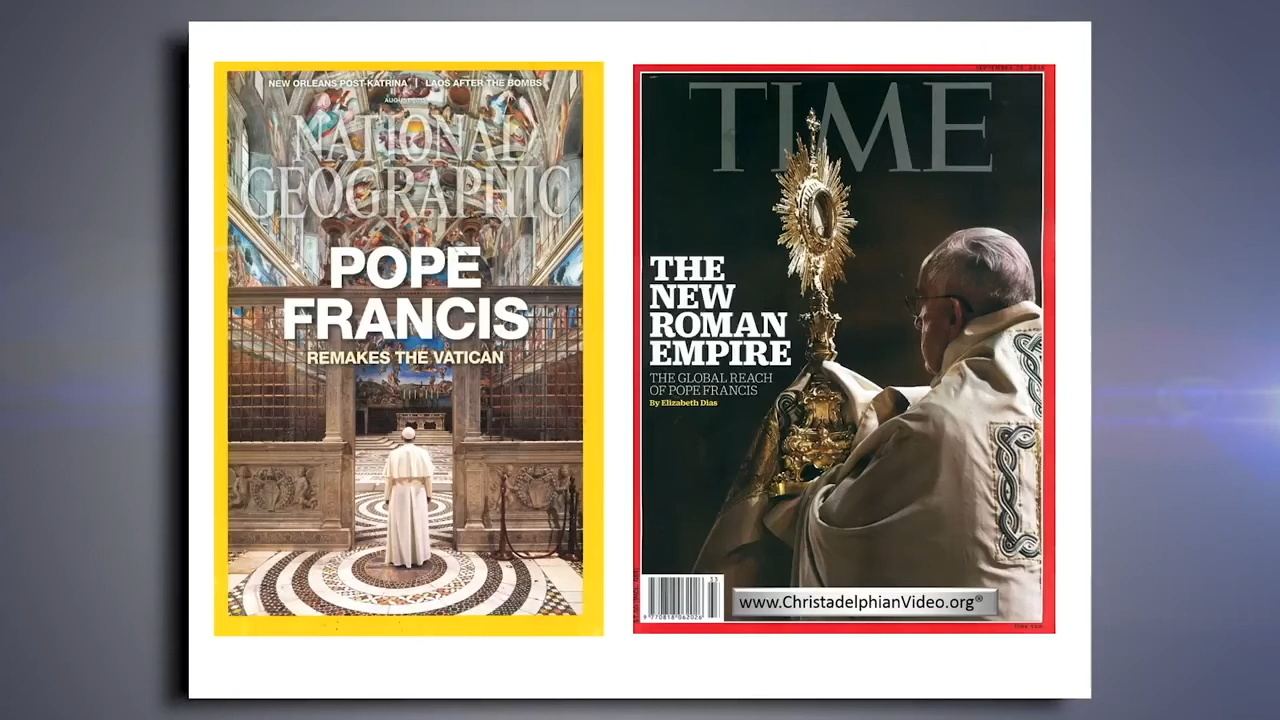 NEW ORLEANS POST-KATRINA | LAOS AFTER THE BOMBS
NATIONAL
GEOGRAPHIC
POPE
FRANCIS
REMAKES THE VATICAN
TIME
THE
NEW
ROMAN
EMPIRE
THE GLOBAL REACH
OF POPE FRANCIS
By Elizabeth Dias
www.ChristadelphianVideo.org®